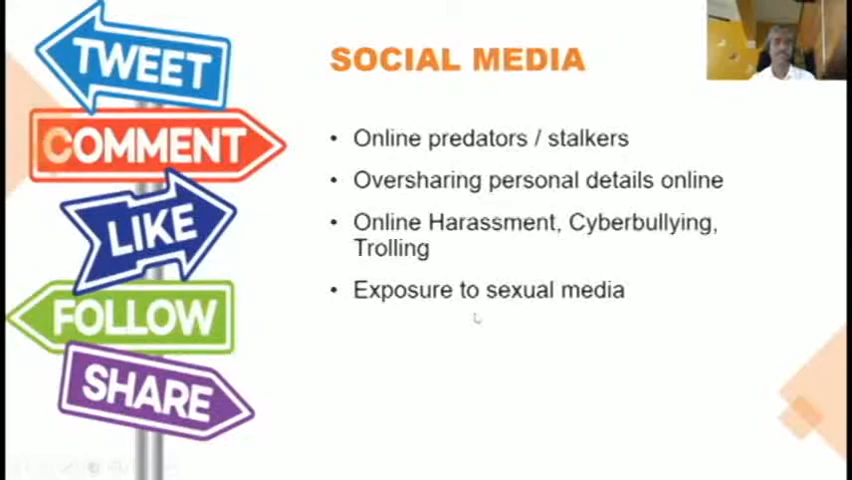 TWEET
COMMENT
LIKE
FOLLOW
SHARE
SOCIAL MEDIA
• Online predators / stalkers
• Oversharing personal details online
• Online Harassment, Cyberbullying,
Trolling
• Exposure to sexual media